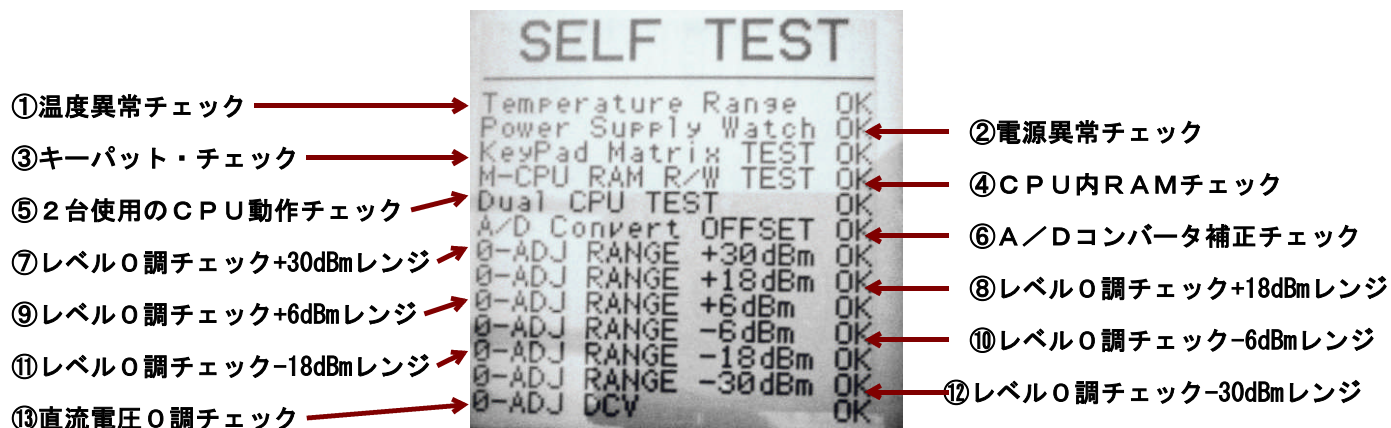 SELF TEST
Temperature Range OK
Power Supply Watch OK
KeyPad Matrix TEST OK
M-CPU RAM R/W TEST OK
Dual CPU TEST OK
A/D Convert OFFSET OK
0-ADJ RANGE +30dBm OK
0-ADJ RANGE +18dBm OK
0-ADJ RANGE +6dBm OK
0-ADJ RANGE -6dBm OK
0-ADJ RANGE -18dBm OK
0-ADJ RANGE -30dBm OK
0-ADJ DCV OK
①温度異常チェック
②電源異常チェック
③キーパット・チェック
④CPU内RAMチェック
⑤2台使用のCPU動作チェック
⑥A/Dコンバータ補正チェック
⑦レベル0調チェック+30dBmレンジ
⑧レベル0調チェック+18dBmレンジ
⑨レベル0調チェック+6dBmレンジ
⑩レベル0調チェック-6dBmレンジ
⑪レベル0調チェック-18dBmレンジ
⑫レベル0調チェック-30dBmレンジ
⑬直流電圧0調チェック